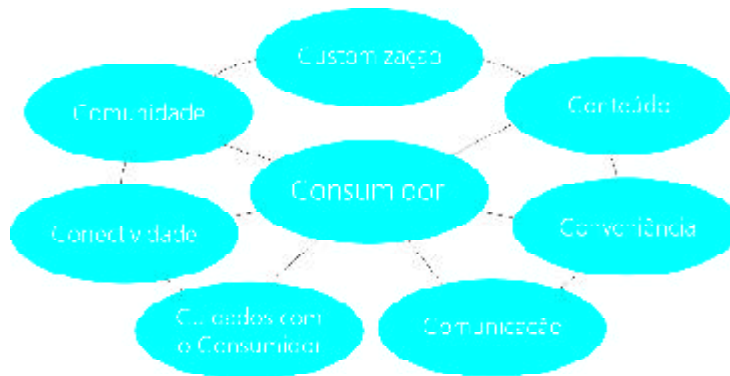 Customização
Comunidade
Conteúdo
Consumidor
Conectividade
Conveniência
Cuidados com
o Consumidor
Comunicação